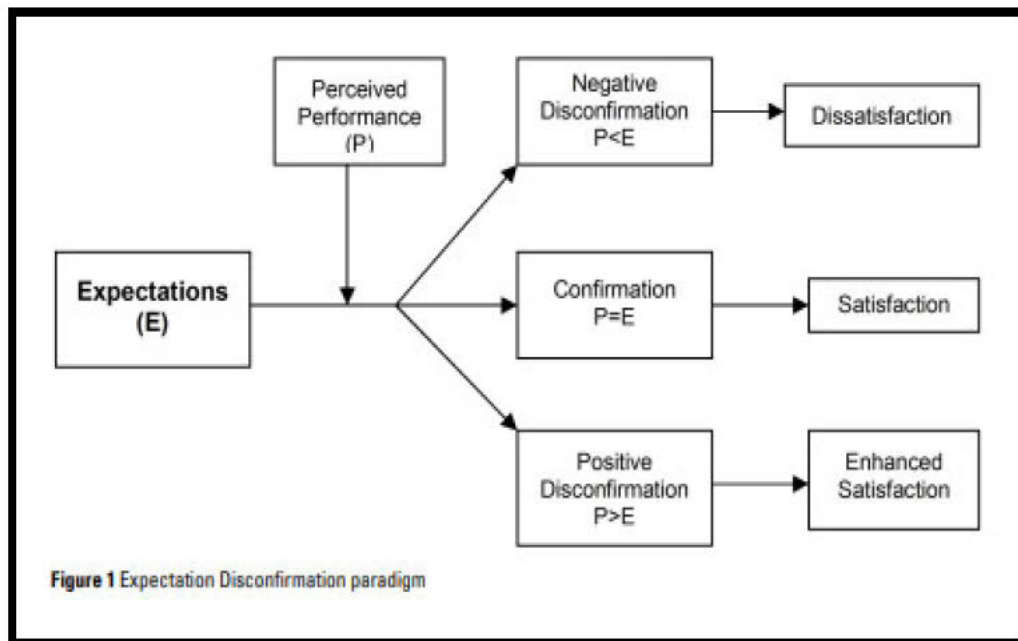 Perceived
Performance
(P)
Negative
Disconfirmation
P<E
Dissatisfaction
Expectations
(E)
Confirmation
P=E
Satisfaction
Positive
Disconfirmation
P>E
Enhanced
Satisfaction
Figure 1 Expectation Disconfirmation paradigm